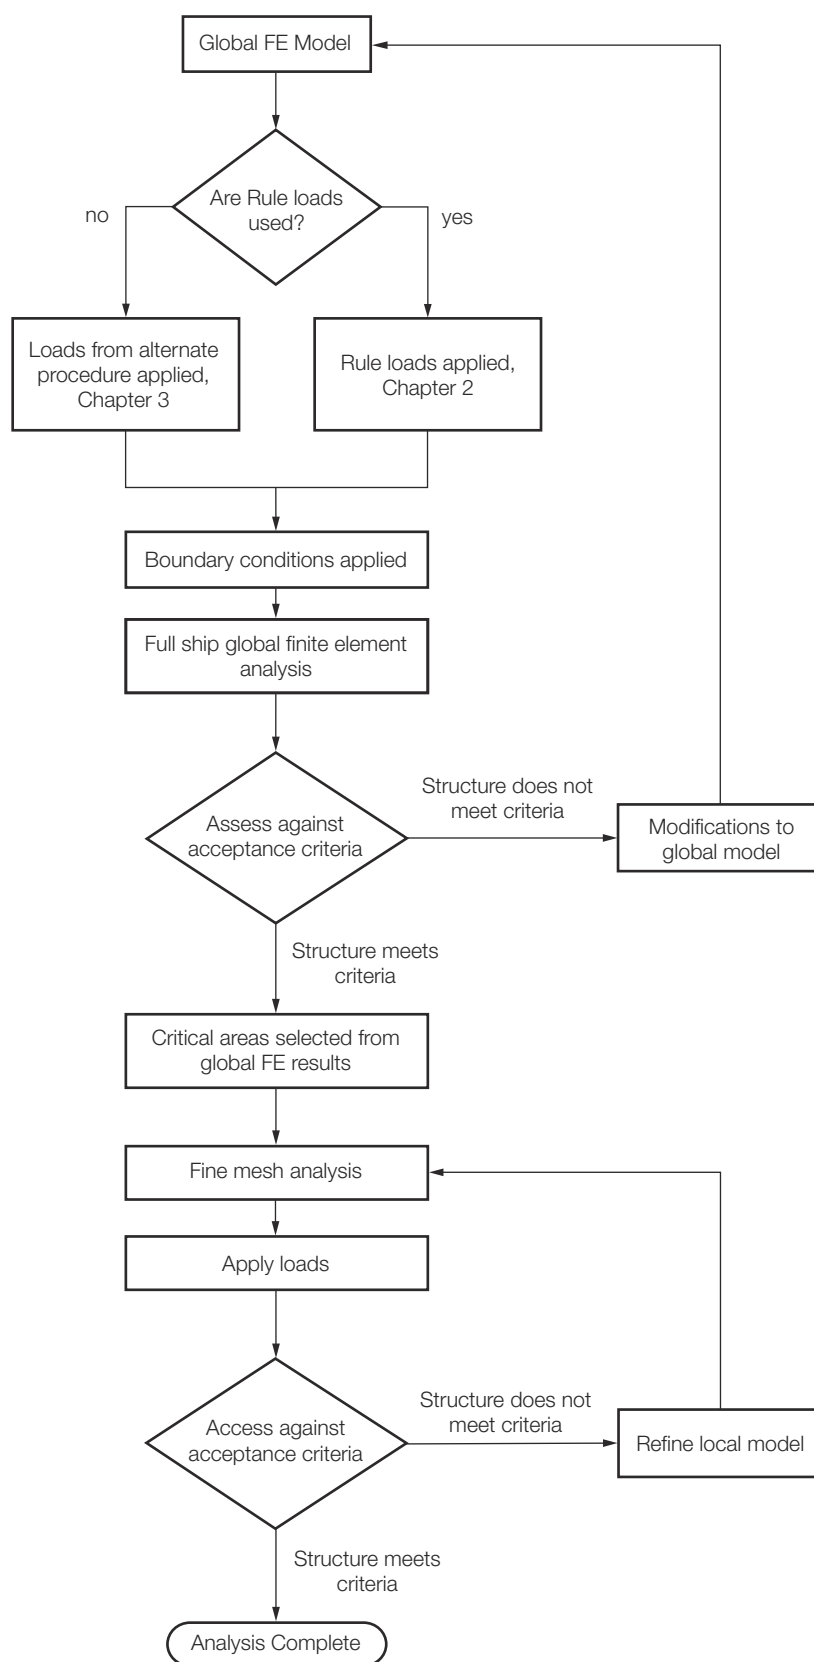 Global FE Model
Are Rule loads
used?
no
yes
Loads from alternate
procedure applied,
Chapter 3
Rule loads applied,
Chapter 2
Boundary conditions applied
Full ship global finite element
analysis
Assess against
acceptance criteria
Structure does not
meet criteria
Modifications to
global model
Structure meets
criteria
Critical areas selected from
global FE results
Fine mesh analysis
Apply loads
Access against
acceptance criteria
Structure does not
meet criteria
Refine local model
Structure meets
criteria
Analysis Complete